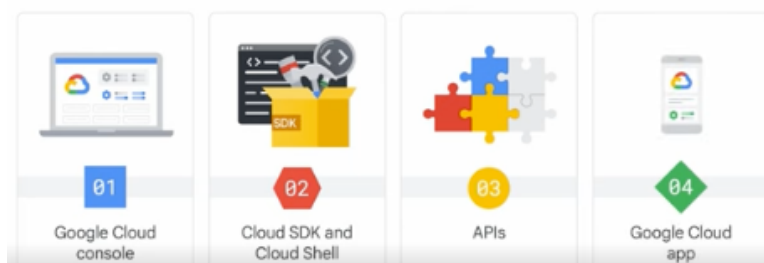 SDK
01
02
03
04
Google Cloud
console
Cloud SDK and
Cloud Shell
APIs
Google Cloud
app